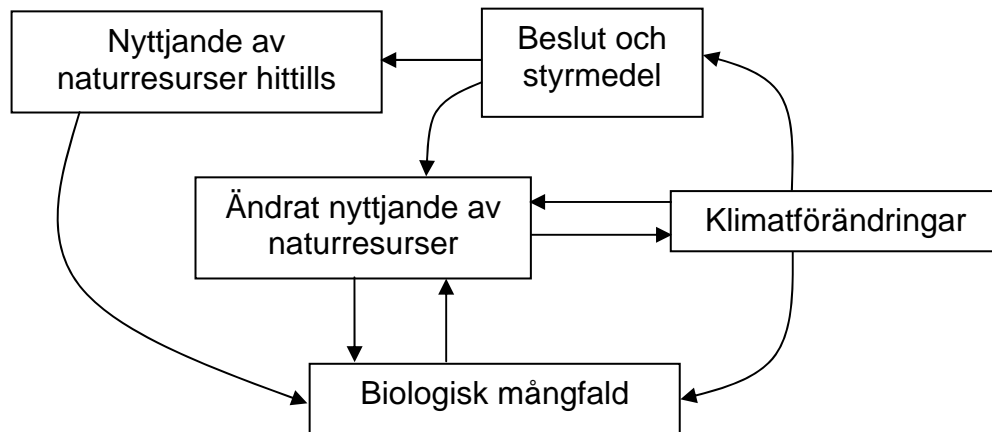 Nyttjande av
naturresurser hittills
Beslut och
styrmedel
Ändrat nyttjande av
naturresurser
Klimatförändringar
Biologisk mångfald